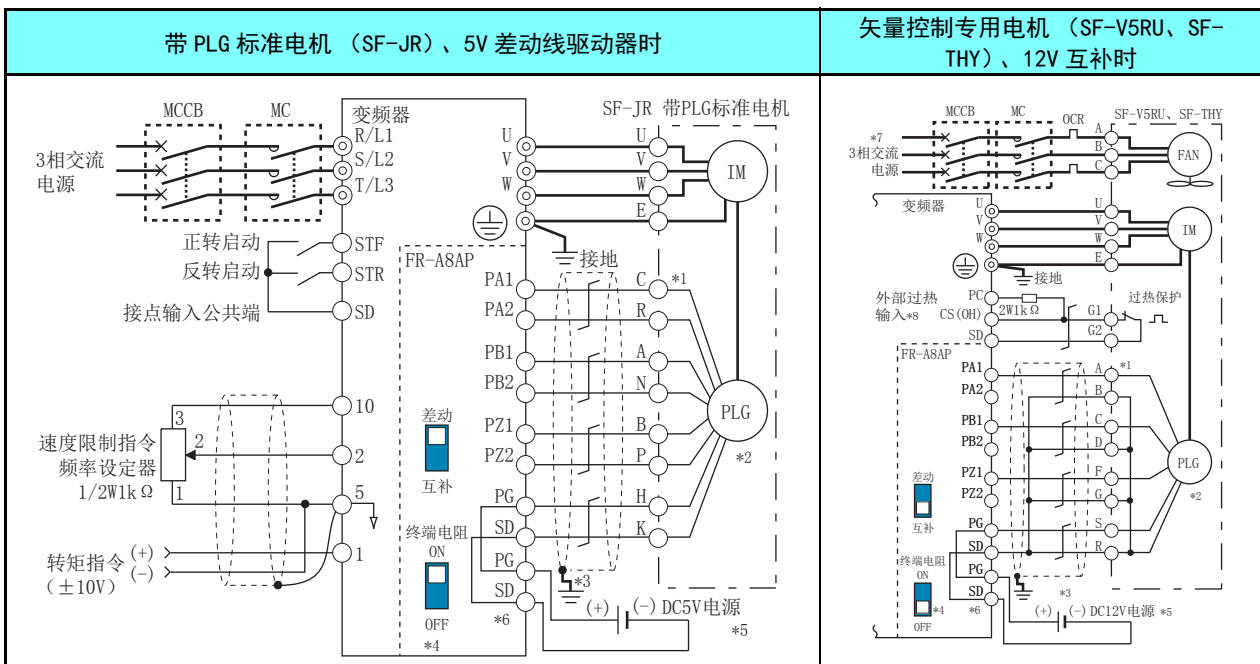 带 PLG 标准电机 （SF-JR）、5V 差动线驱动器时
MCCB
MC
变频器
SF-JR 带PLG标准电机
3相交流
电源
R/L1
S/L2
T/L3
U
V
W
U
V
W
E
IM
正转启动
反转启动
接点输入公共端
STF
STR
SD
FR-A8AP
接地
PA1
PA2
PB1
PB2
PZ1
PZ2
PG
SD
PG
SD
C
R
A
N
B
P
H
K
*1
PLG
*2
差动
互补
终端电阻
ON
OFF
*4
*6
*3
(+)
(-)
DC5V电源
*5
速度限制指令
频率设定器
1/2W1kΩ
3
2
1
10
2
5
1
转矩指令
（±10V）
(+)
(-)
矢量控制专用电机 （SF-V5RU、SF-
THY）、12V 互补时
MCCB
MC
OCR
SF-V5RU、SF-THY
*7
3相交流
电源
A
B
C
FAN
变频器
U
V
W
U
V
W
E
IM
接地
外部过热
输入*8
PC
CS(OH)
SD
2W1kΩ
G1
G2
过热保护
FR-A8AP
PA1
PA2
PB1
PB2
PZ1
PZ2
PG
SD
PG
SD
A
B
C
D
F
G
S
R
*1
PLG
*2
差动
互补
终端电阻
ON
*4
OFF
*6
*3
(+)
(-)
DC12V电源
*5